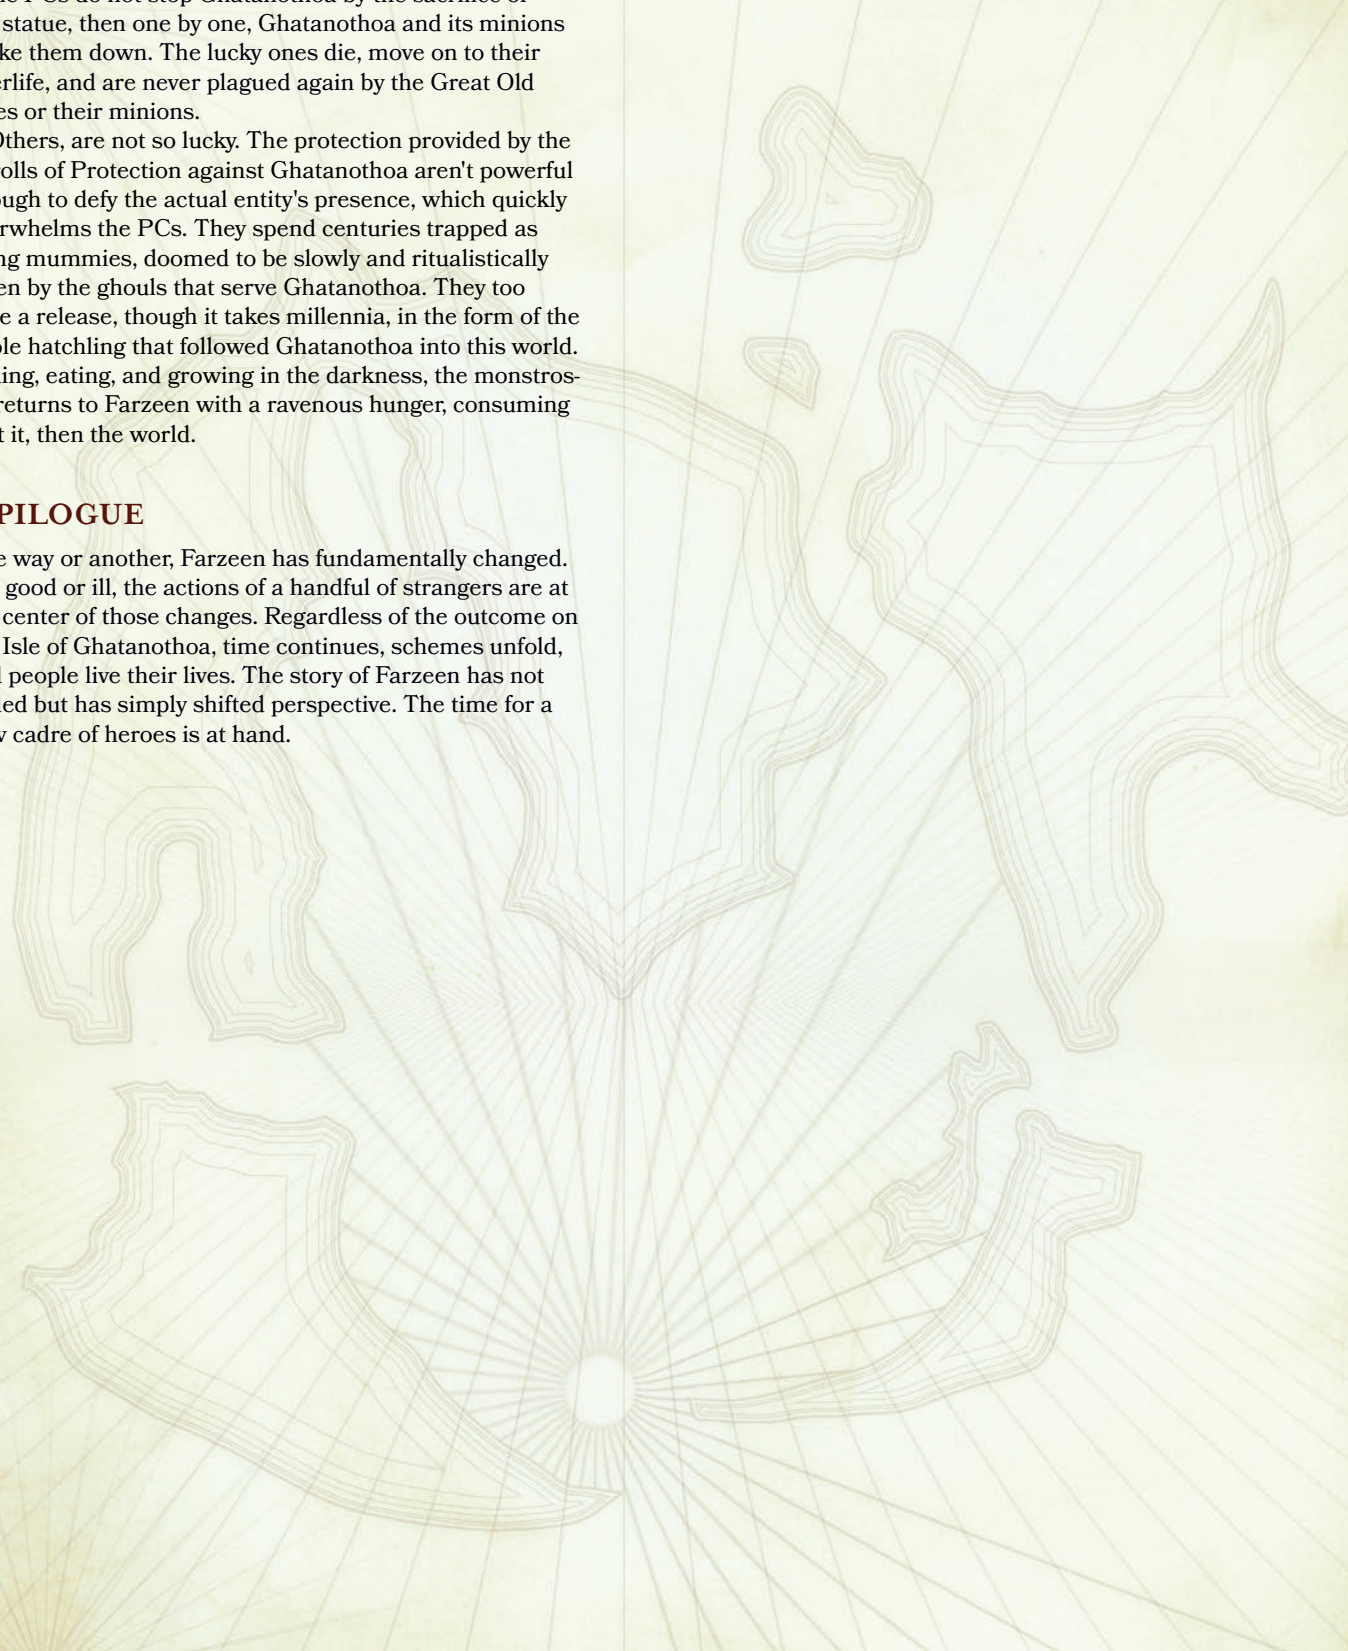 statue, then one by one, Ghatanothoa and its minions
ke them down. The lucky ones die, move on to their
erlife, and are never plagued again by the Great Old
es or their minions.
Others, are not so lucky. The protection provided by the
rolls of Protection against Ghatanothoa aren't powerful
ough to defy the actual entity's presence, which quickly
erwhelms the PCs. They spend centuries trapped as
ng mummies, doomed to be slowly and ritualistically
en by the ghouls that serve Ghatanothoa. They too
e a release, though it takes millennia, in the form of the
ble hatchling that followed Ghatanothoa into this world.
ling, eating, and growing in the darkness, the monstros-
returns to Farzeen with a ravenous hunger, consuming
t it, then the world.
PILOGUE
e way or another, Farzeen has fundamentally changed.
good or ill, the actions of a handful of strangers are at
center of those changes. Regardless of the outcome on
Isle of Ghatanothoa, time continues, schemes unfold,
d people live their lives. The story of Farzeen has not
led but has simply shifted perspective. The time for a
w cadre of heroes is at hand.